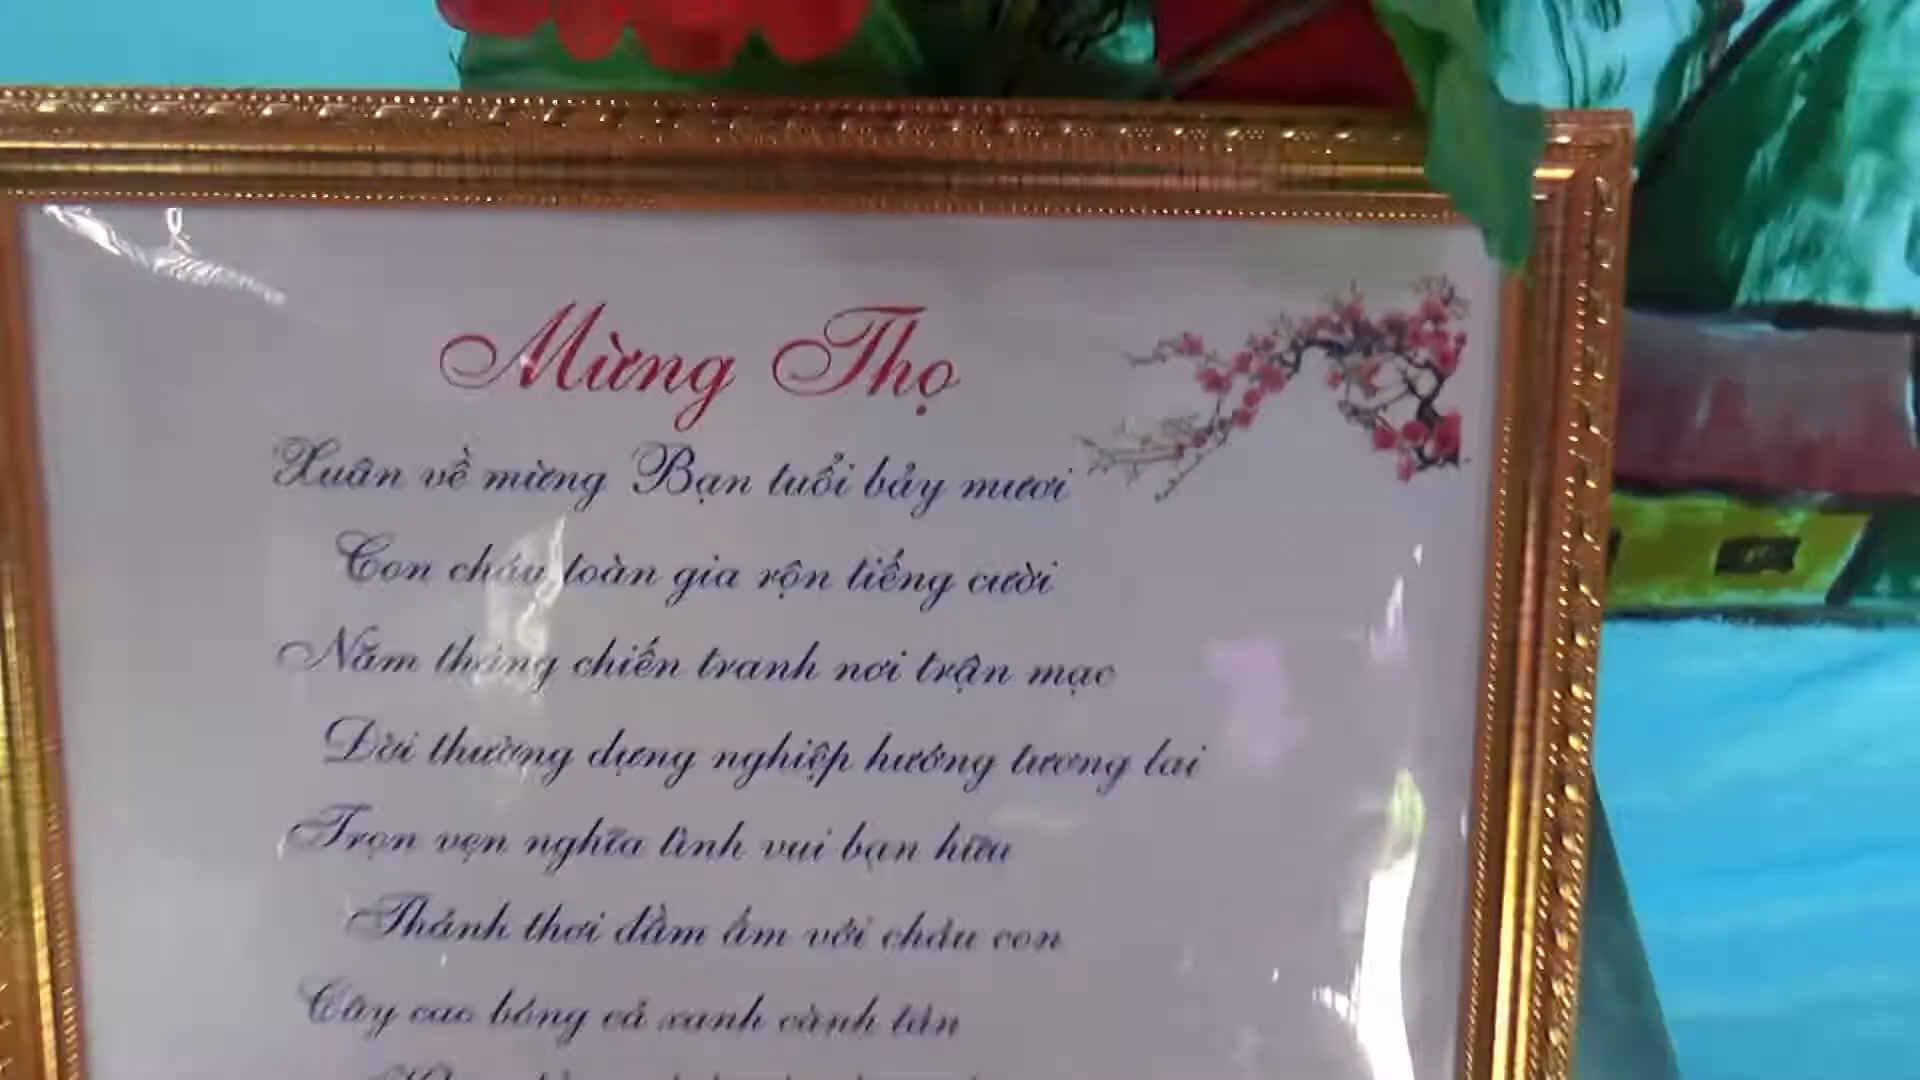 Mừng Thọ
Xuân về mừng Bạn tuổi bảy mươi
Con cháu toàn gia rộn tiếng cười
Năm tháng chiến tranh nơi trận mạc
Đời thường dựng nghiệp hướng tương lai
Trọn vẹn nghĩa tình vui bạn hữu
Thảnh thơi đầm ấm với cháu con
Cây cao bóng cả xanh cành tán